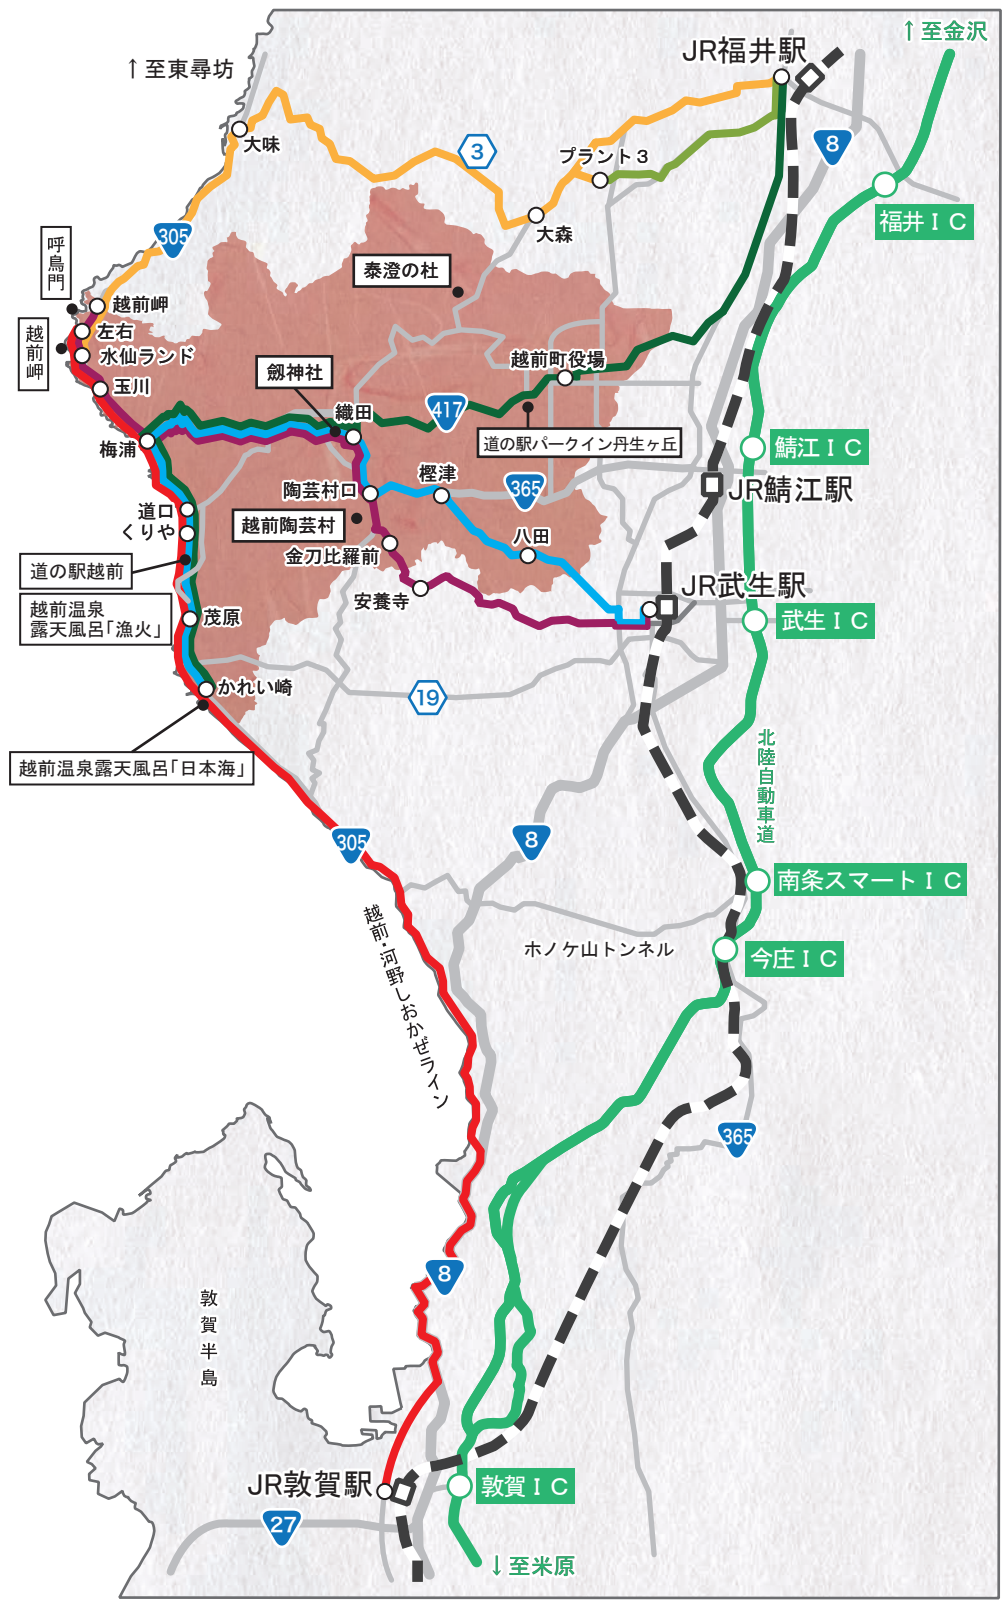 ↑至金沢
JR福井駅
↑至東尋坊
8
大味
3
プラント3
福井IC
大森
305
呼鳥門
泰澄の杜
越前岬
左右
越前岬
水仙ランド
越前町役場
劔神社
玉川
織田
417
梅浦
道の駅パークイン丹生ヶ丘
鯖江IC
樫津
陶芸村口
365
JR鯖江駅
道口
越前陶芸村
くりや
八田
金刀比羅前
道の駅越前
JR武生駅
安養寺
越前温泉
露天風呂「漁火」
茂原
武生IC
かれい崎
19
越前温泉露天風呂「日本海」
北陸自動車道
305
8
南条スマートIC
越前・河野しおかぜライン
ホノケ山トンネル
今庄IC
365
8
敦賀半島
JR敦賀駅
敦賀IC
27
↓至米原